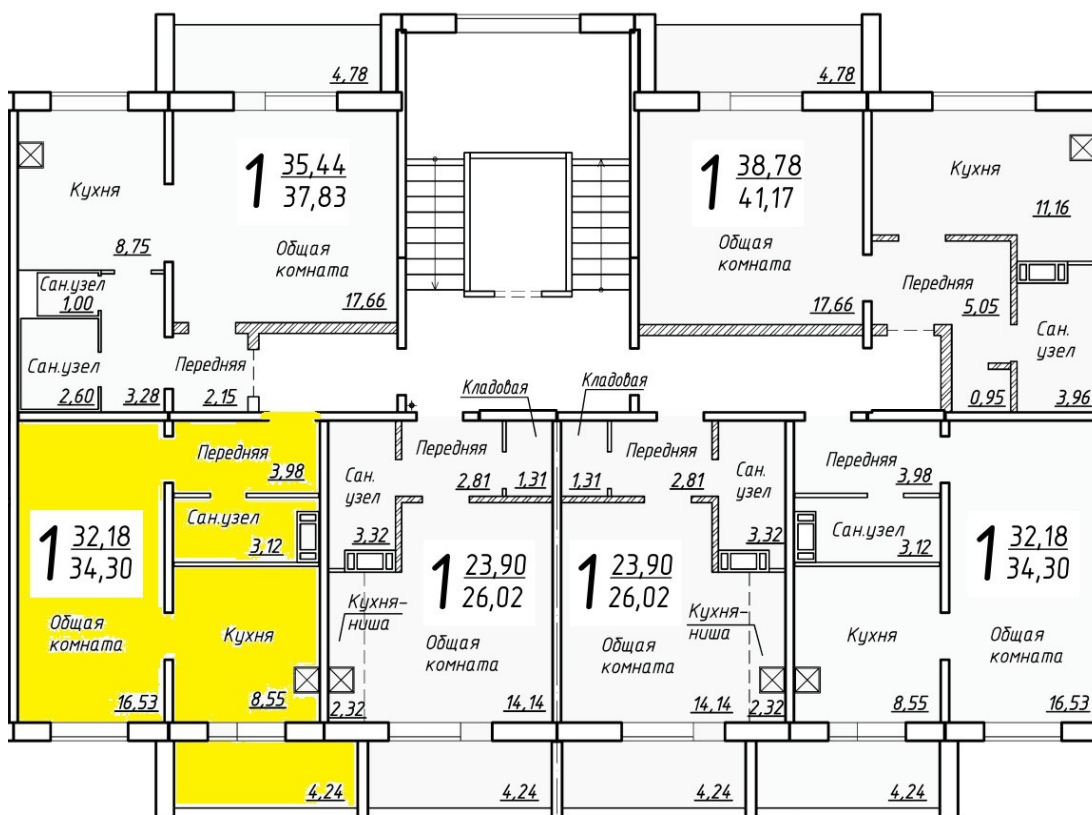 4,78
4,78
1 35,44
37,83
1 38,78
41,17
Кухня
8,75
Общая
комната
17,66
Общая
комната
17,66
Кухня
11,16
Сан.узел
1,00
Сан.узел
2,60
3,28
Передняя
2,15
Передняя
5,05
0,95
Сан.
узел
3,96
Кладовая
Кладовая
Передняя
3,98
Сан.узел
3,12
1 32,18
34,30
Общая
комната
16,53
Кухня
8,55
4,24
Сан.
узел
3,32
Передняя
2,81
1,31
1 23,90
26,02
Кухня-
ниша
2,32
Общая
комната
14,14
4,24
1,31
Передняя
2,81
Сан.
узел
3,32
1 23,90
26,02
Общая
комната
14,14
Кухня-
ниша
2,32
4,24
Передняя
3,98
Сан.узел
3,12
1 32,18
34,30
Кухня
8,55
Общая
комната
16,53
4,24